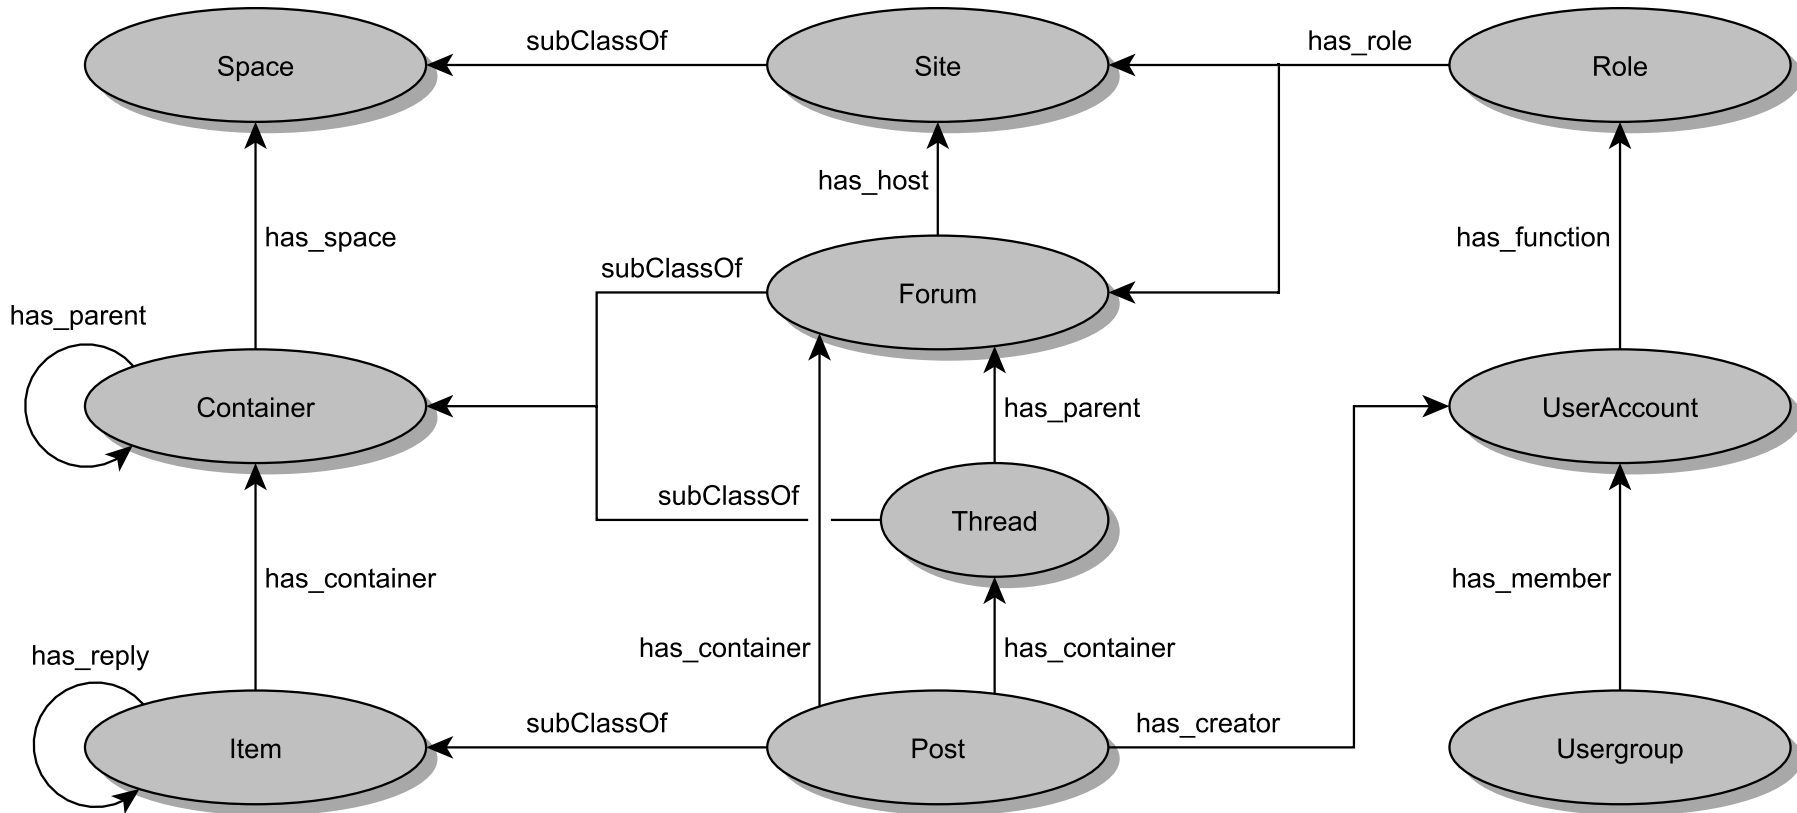 subClassOf
has_role
Space
Site
Role
has_host
has_space
has_function
subClassOf
Forum
has_parent
Container
has_parent
UserAccount
subClassOf
Thread
has_container
has_member
has_container
has_container
has_reply
subClassOf
has_creator
Item
Post
Usergroup